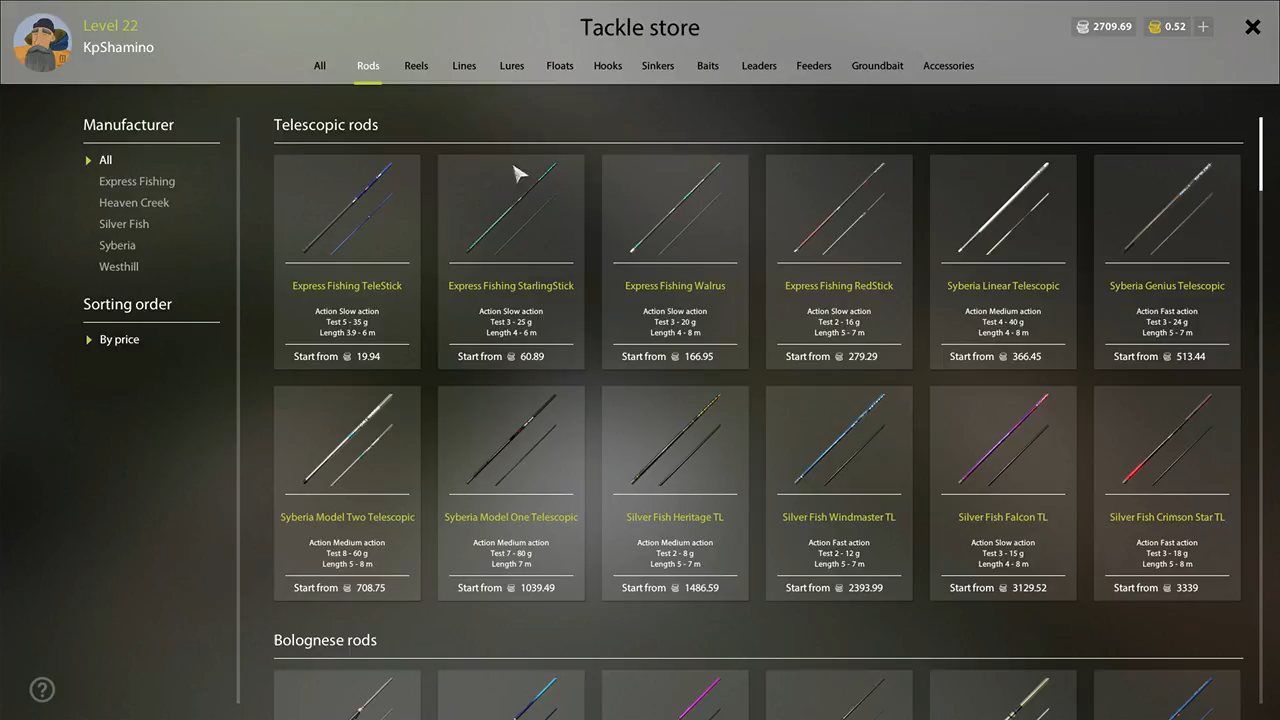 Level 22
KpShamino
Tackle store
2709.69
0.52
All
Rods
Reels
Lines
Lures
Floats
Hooks
Sinkers
Baits
Leaders
Feeders
Groundbait
Accessories
Manufacturer
All
Express Fishing
Heaven Creek
Silver Fish
Syberia
Westhill
Sorting order
By price
Telescopic rods
Express Fishing TeleStick
Action Slow action
Test 5 - 35 g
Length 3.9 - 6 m
Start from 19.94
Express Fishing StarlingStick
Action Slow action
Test 3 - 25 g
Length 4 - 6 m
Start from 60.89
Express Fishing Walrus
Action Slow action
Test 3 - 20 g
Length 4 - 8 m
Start from 166.95
Express Fishing RedStick
Action Slow action
Test 2 - 16 g
Length 5 - 7 m
Start from 279.29
Syberia Linear Telescopic
Action Medium action
Test 4 - 40 g
Length 4 - 8 m
Start from 366.45
Syberia Genius Telescopic
Action Fast action
Test 3 - 24 g
Length 5 - 7 m
Start from 513.44
Syberia Model Two Telescopic
Action Medium action
Test 8 - 60 g
Length 5 - 8 m
Start from 708.75
Syberia Model One Telescopic
Action Medium action
Test 7 - 80 g
Length 7 m
Start from 1039.49
Silver Fish Heritage TL
Action Medium action
Test 2 - 8 g
Length 5 - 7 m
Start from 1486.59
Silver Fish Windmaster TL
Action Fast action
Test 2 - 12 g
Length 5 - 7 m
Start from 2393.99
Silver Fish Falcon TL
Action Slow action
Test 3 - 15 g
Length 4 - 8 m
Start from 3129.52
Silver Fish Crimson Star TL
Action Fast action
Test 3 - 18 g
Length 5 - 8 m
Start from 3339
Bolognese rods
?